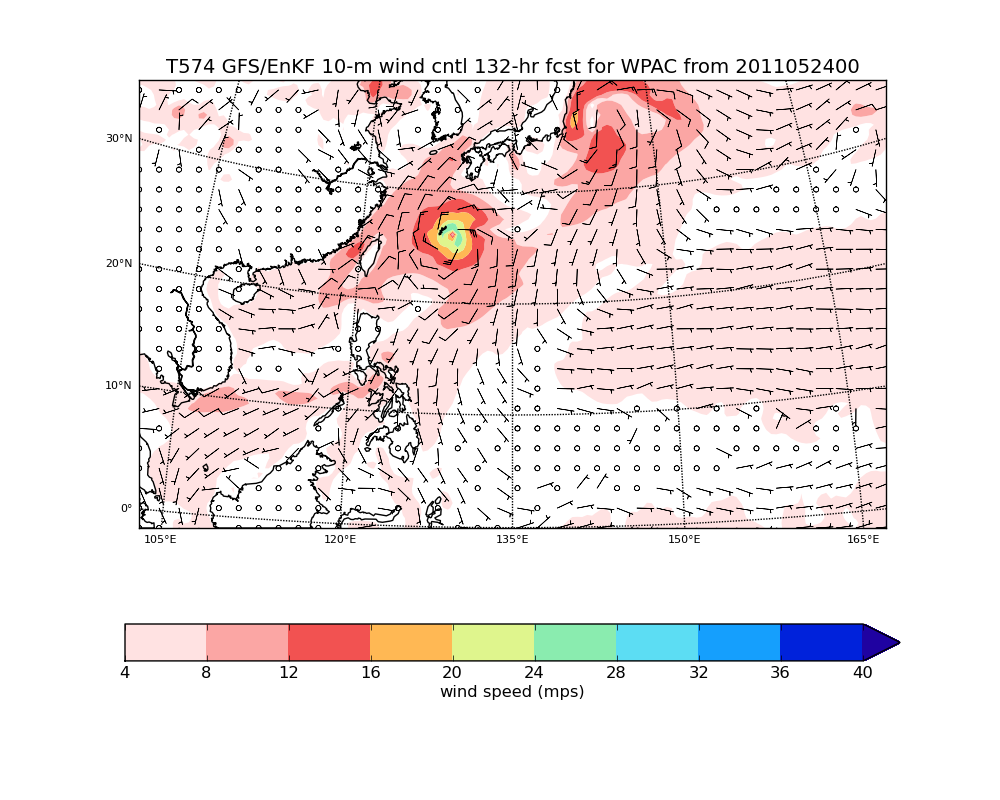 T574 GFS/EnKF 10-m wind cntl 132-hr fcst for WPAC from 2011052400
30°N
20°N
10°N
0°
105°E 120°E 135°E 150°E 165°E
4 8 12 16 20 24 28 32 36 40
wind speed (mps)